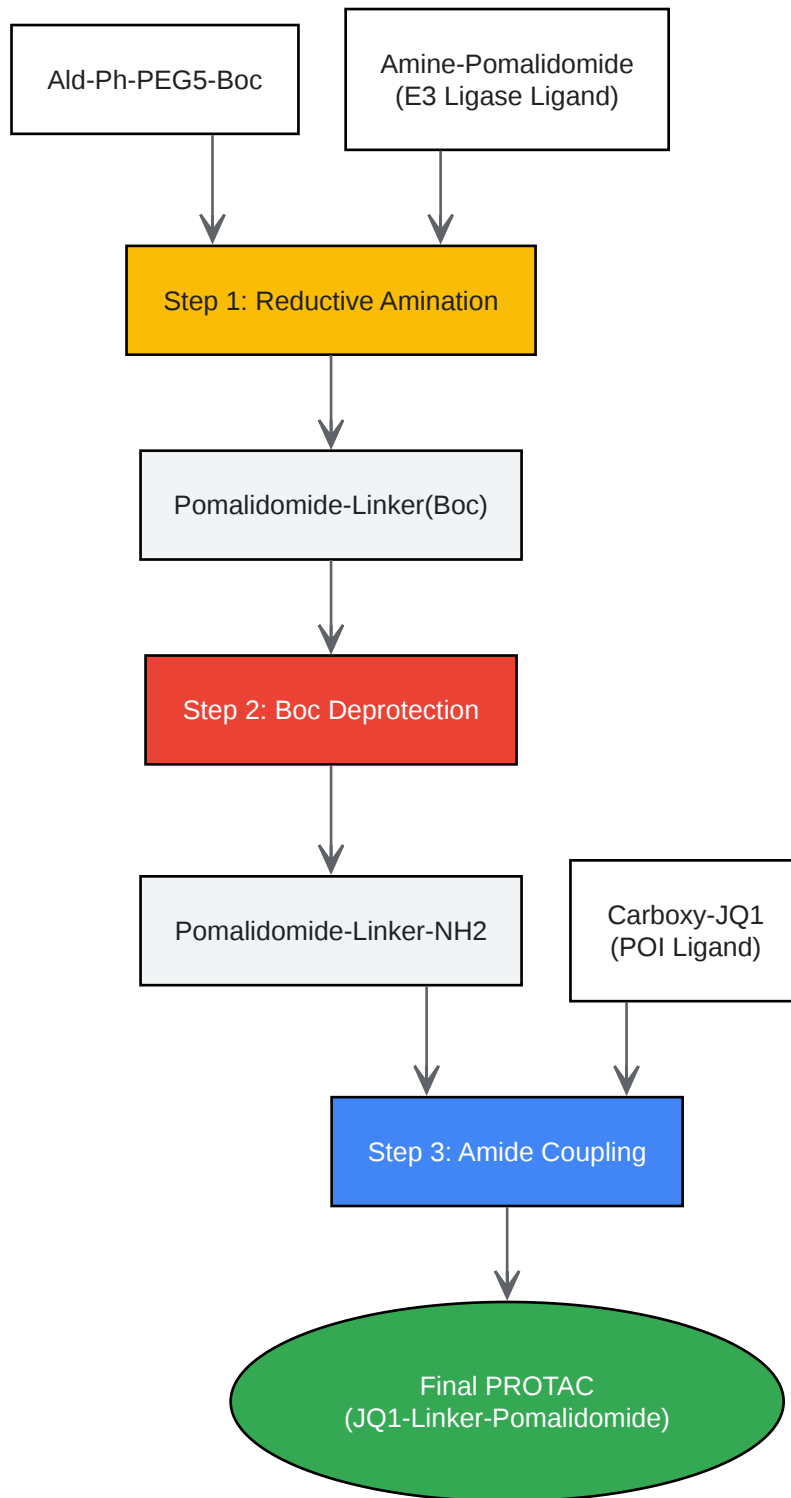 Ald-Ph-PEG5-Boc
Amine-Pomalidomide
(E3 Ligase Ligand)
Step 1: Reductive Amination
Pomalidomide-Linker(Boc)
Step 2: Boc Deprotection
Pomalidomide-Linker-NH2
Carboxy-JQ1
(POI Ligand)
Step 3: Amide Coupling
Final PROTAC
(JQ1-Linker-Pomalidomide)